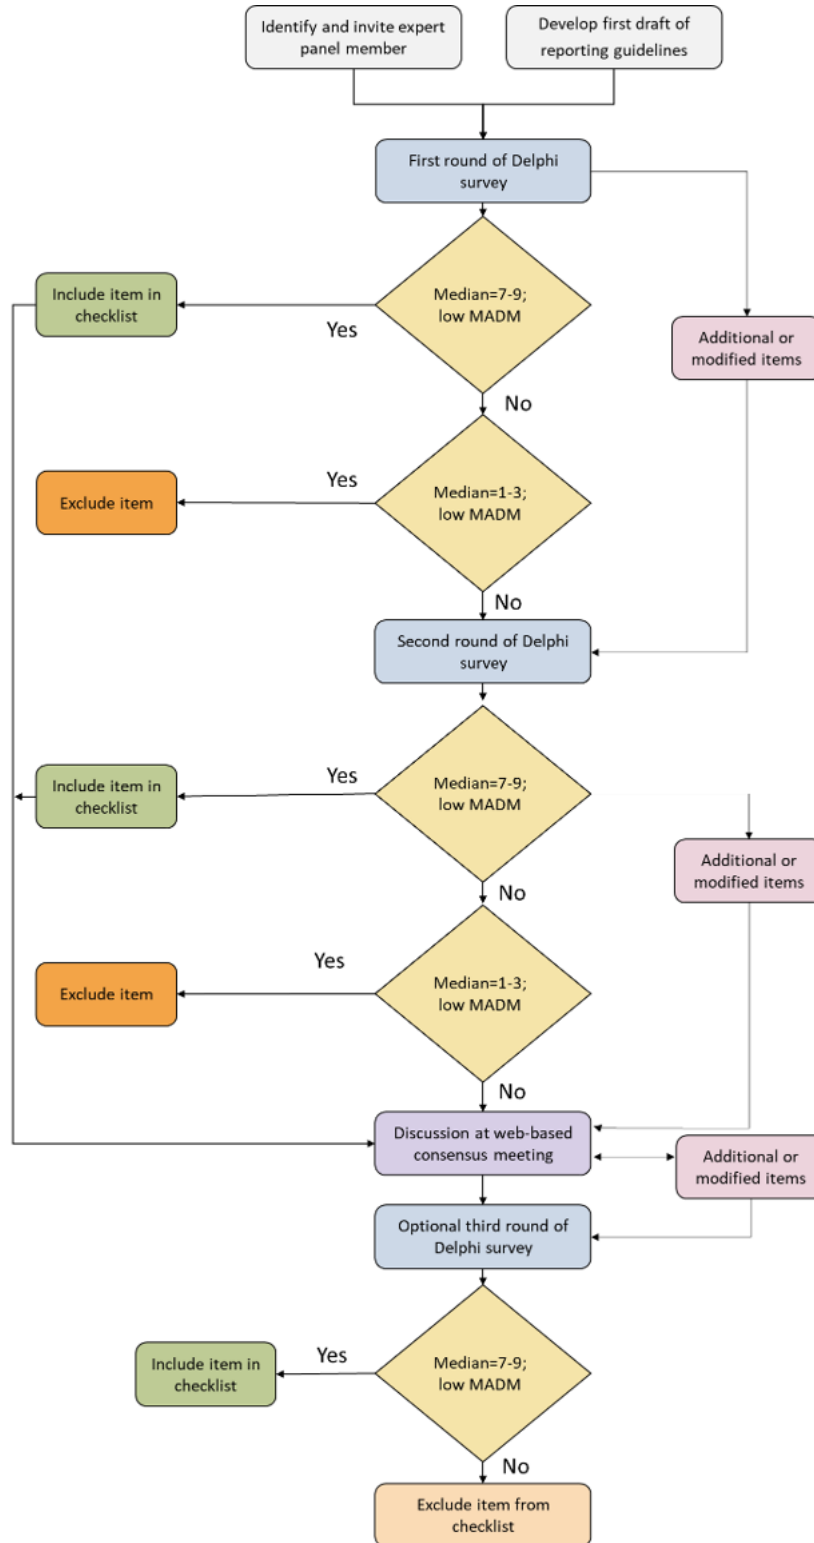 Identify and invite expert
panel member
Develop first draft of
reporting guidelines
First round of Delphi
survey
Median=7-9;
low MADM
Include item in
checklist
Yes
Additional or
modified items
No
Median=1-3;
low MADM
Yes
Exclude item
No
Second round of Delphi
survey
Median=7-9;
low MADM
Yes
Include item in
checklist
Additional or
modified items
No
Median=1-3;
low MADM
Yes
Exclude item
No
Discussion at web-based
consensus meeting
Additional or
modified items
Optional third round of
Delphi survey
Median=7-9;
low MADM
Yes
Include item in
checklist
No
Exclude item from
checklist